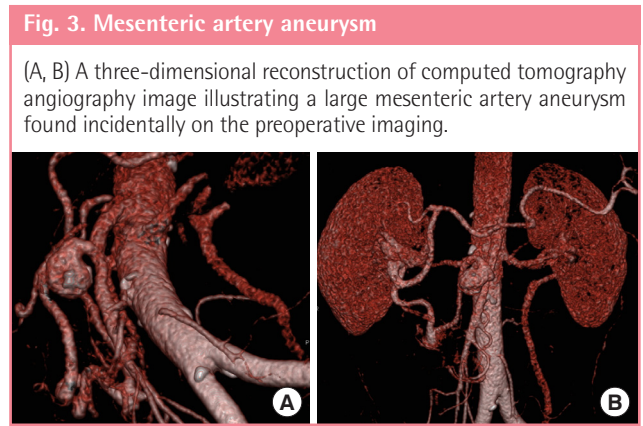 Fig. 3. Mesenteric artery aneurysm
(A, B) A three-dimensional reconstruction of computed tomography
angiography image illustrating a large mesenteric artery aneurysm
found incidentally on the preoperative imaging.
A
B